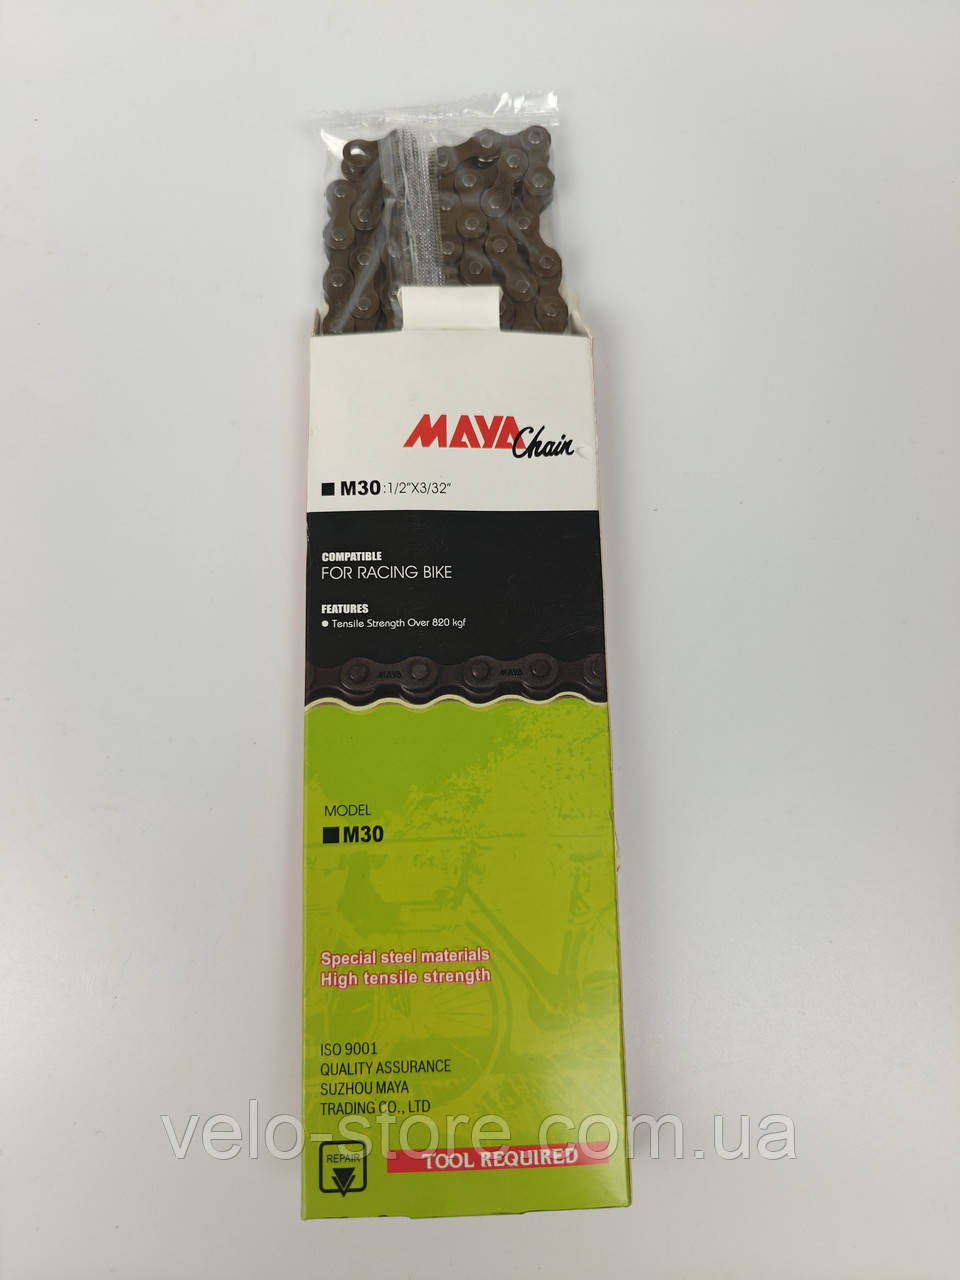 MAYA Chain
■ M30:1/2"X3/32"
COMPATIBLE
FOR RACING BIKE
FEATURES
● Tensile Strength Over 820 kgf
MAYA MAYA
MODEL
■ M30
Special steel materials
High tensile strength
ISO 9001
QUALITY ASSURANCE
SUZHOU MAYA
TRADING CO., LTD
velo-store.com.ua
REPAIR
TOOL REQUIRED